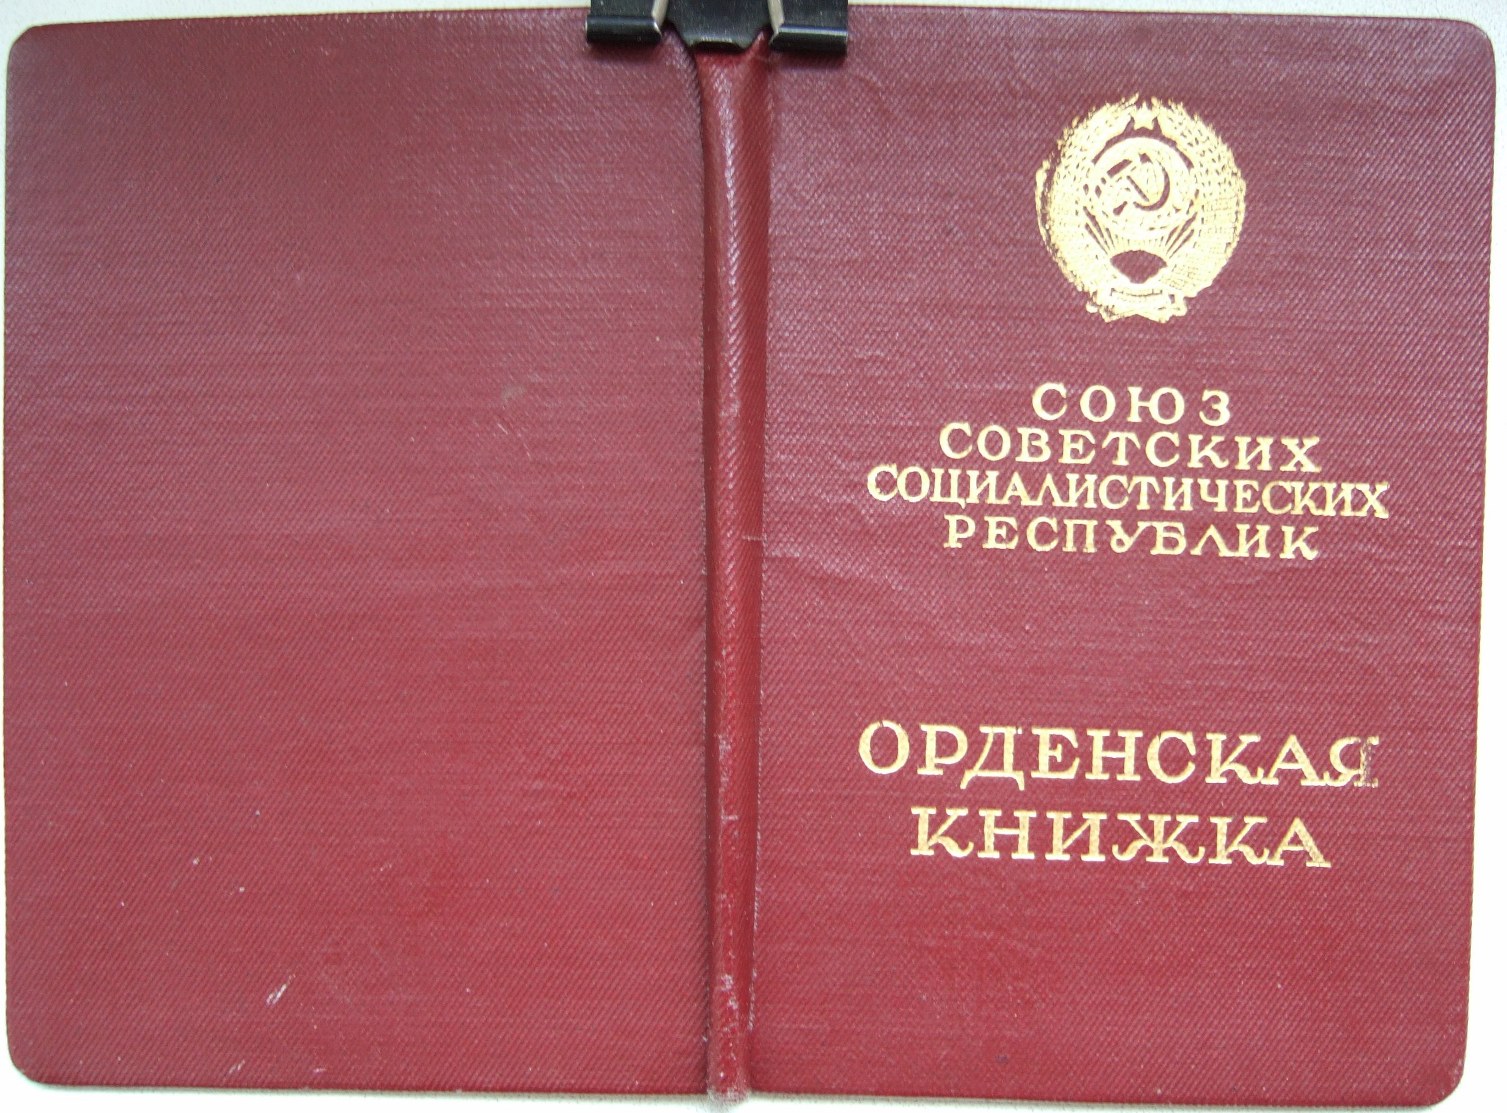 СОЮЗ
СОВЕТСКИХ
СОЦИАЛИСТИЧЕСКИХ
РЕСПУБЛИК
ОРДЕНСКАЯ
КНИЖКА